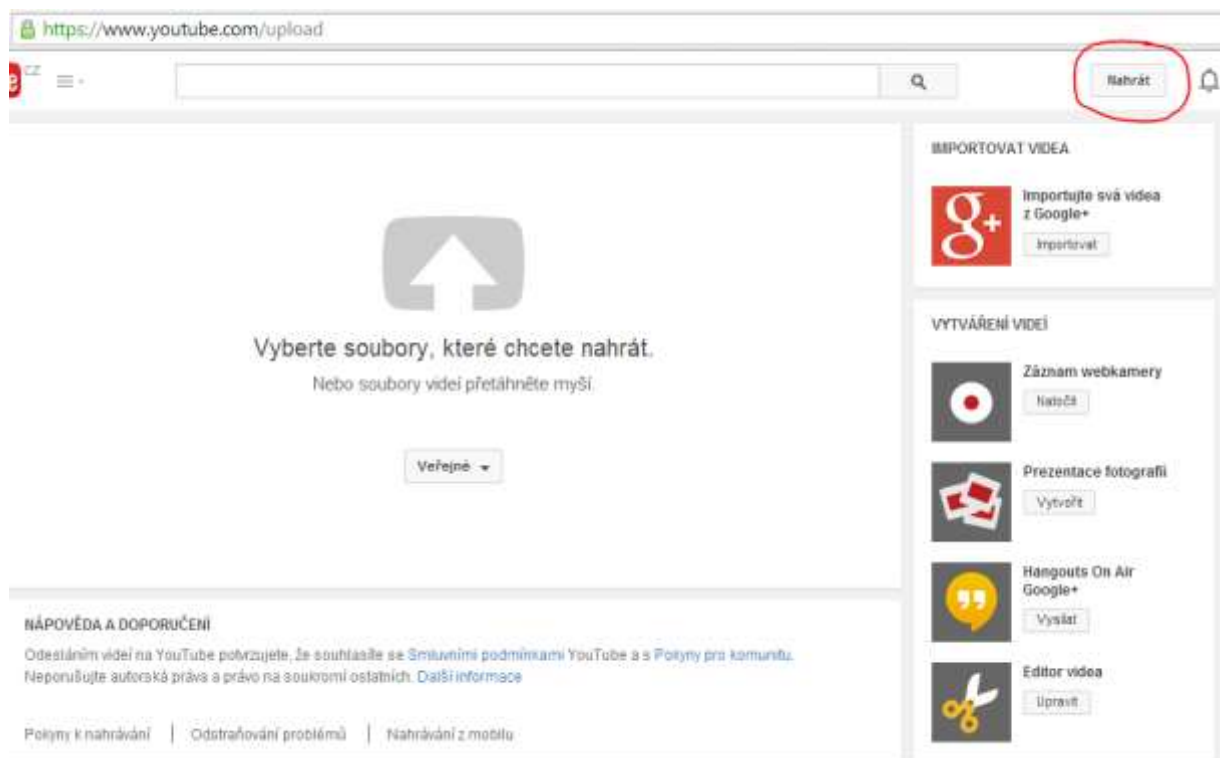 https://www.youtube.com/upload
e CZ
Nahrát
IMPORTOVAT VIDEA
g+
Importujte svá videa
z Google+
Importovat
Vyberte soubory, které chcete nahrát.
Nebo soubory videí přetáhněte myší.
Veřejné
VYTVÁŘENÍ VIDEÍ
Záznam webkamery
Natočit
Prezentace fotografií
Vytvořit
Hangouts On Air
Google+
Vysílat
Editor videa
Upravit
NÁPOVĚDA A DOPORUČENÍ
Odesláním videí na YouTube potvrzujete, že souhlasíte se Smluvními podmínkami YouTube a s Pokyny pro komunitu.
Neporušujte autorská práva a právo na soukromí ostatních. Další informace
Pokyny k nahrávání | Odstraňování problémů | Nahrávání z mobilu